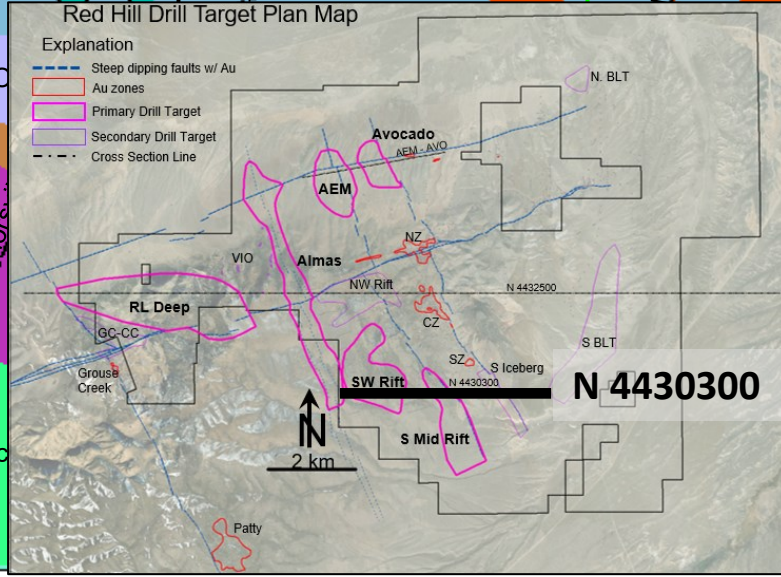 Red Hill Drill Target Plan Map
Explanation
Steep dipping faults w/ Au
Au zones
Primary Drill Target
Secondary Drill Target
Cross Section Line
N. BLT
Avocado
AEM - AVO
AEM
NZ
VIO
Almas
NW Rift
N 4432500
RL Deep
CZ
GC-CC
S BLT
Grouse
Creek
SZ
S Iceberg
SW Rift
N 4430300
N 4430300
N
S Mid Rift
2 km
Patty